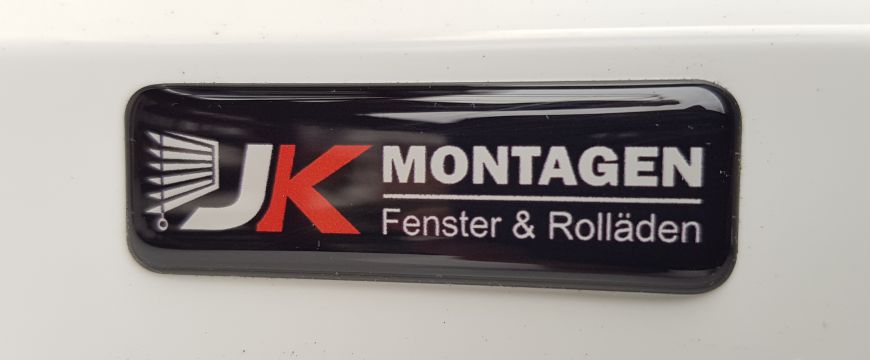 JK MONTAGEN
Fenster & Rolläden